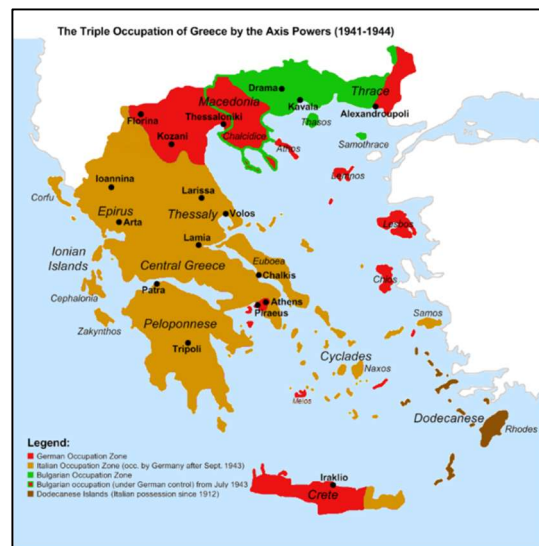 The Triple Occupation of Greece by the Axis Powers (1941-1944)
Drama
Thrace
Macedonia
Kavala
Florina
Thessaloniki
Alexandroupoli
Thasos
Kozani
Chalcidice
Samothrace
Athos
Lemnos
Ioannina
Larissa
Corfu
Epirus
Thessaly
Volos
Arta
Lesbos
Lamia
Ionian
Islands
Central Greece
Euboea
Chalkis
Chios
Patra
Athens
Cephalonia
Piraeus
Samos
Zakynthos
Peloponnese
Tripoli
Cyclades
Naxos
Melos
Dodecanese
Rhodes
Legend:
German Occupation Zone
Italian Occupation Zone (occ. by Germany after Sept. 1943)
Bulgarian Occupation Zone
Bulgarian occupation (under German control) from July 1943
Dodecanese Islands (Italian possession since 1912)
Iraklio
Crete